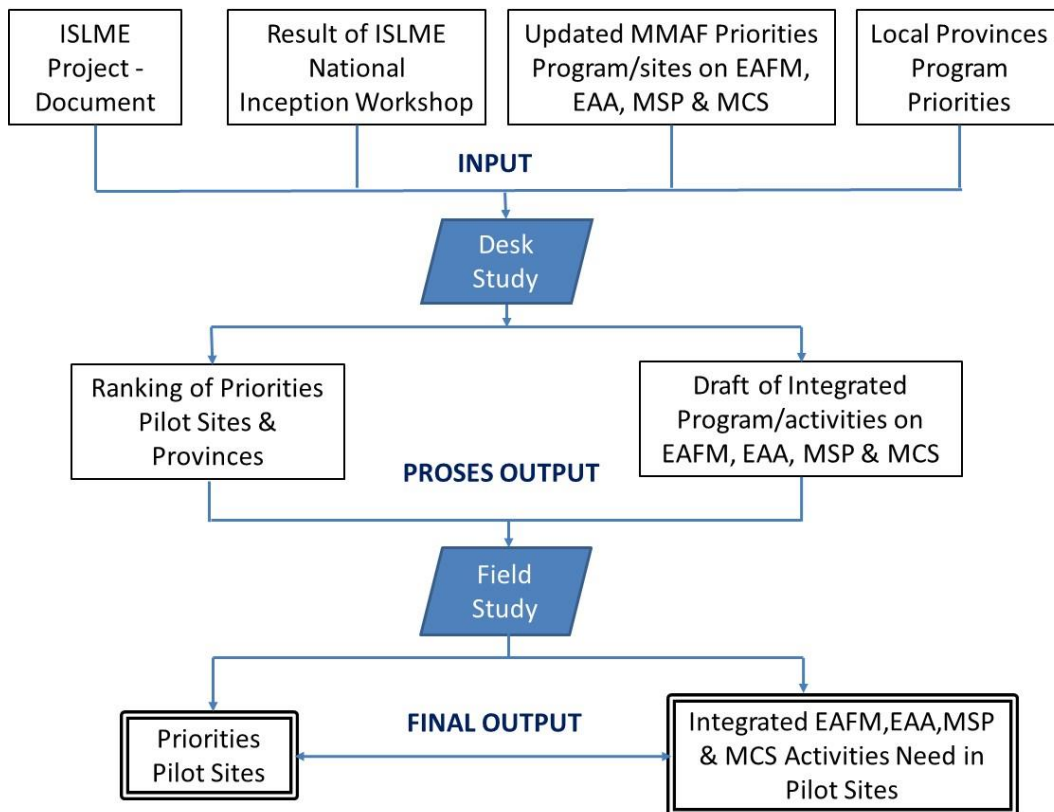 ISLME
Project -
Document
Result of ISLME
National
Inception Workshop
Updated MMAF Priorities
Program/sites on EAFM,
EAA, MSP & MCS
Local Provinces
Program
Priorities
INPUT
Desk
Study
Ranking of Priorities
Pilot Sites &
Provinces
Draft of Integrated
Program/activities on
EAFM, EAA, MSP & MCS
PROSES OUTPUT
Field
Study
Priorities
Pilot Sites
FINAL OUTPUT
Integrated EAFM,EAA,MSP
& MCS Activities Need in
Pilot Sites